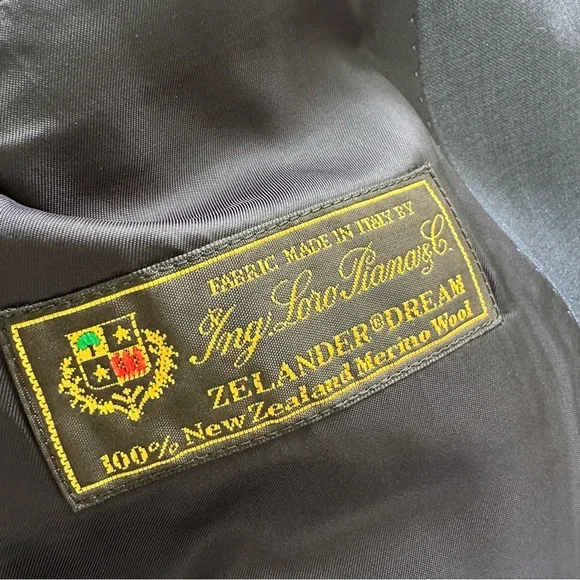 FABRIC MADE IN ITALY BY
Ing. Loro Piana & C.
ZELANDER®DREAM
100% New Zealand Merino Wool